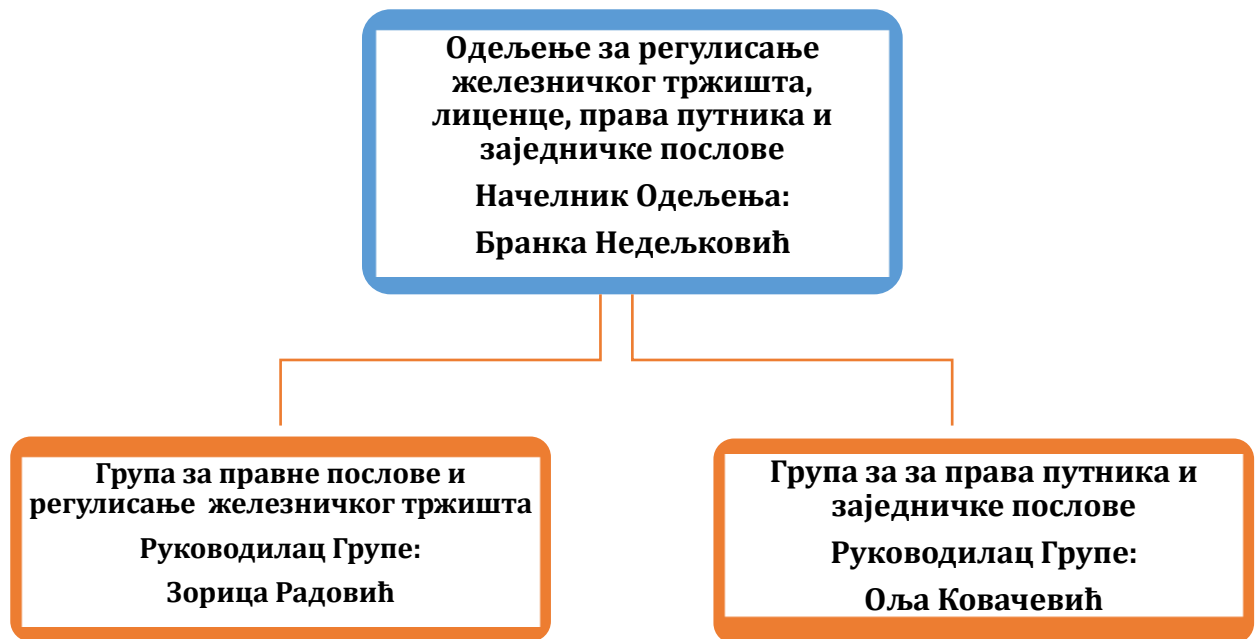 Одељење за регулисање
железничког тржишта,
лиценце, права путника и
заједничке послове
Начелник Одељења:
Бранка Недељковић
Група за правне послове и
регулисање железничког тржишта
Руководилац Групе:
Зорица Радовић
Група за за права путника и
заједничке послове
Руководилац Групе:
Оља Ковачевић